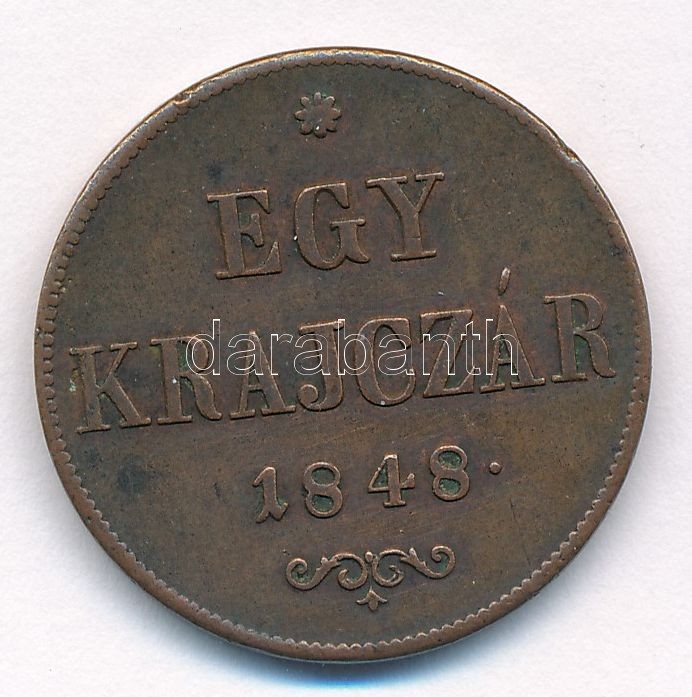 EGY
KRAJCZÁR
darabanth
1848.